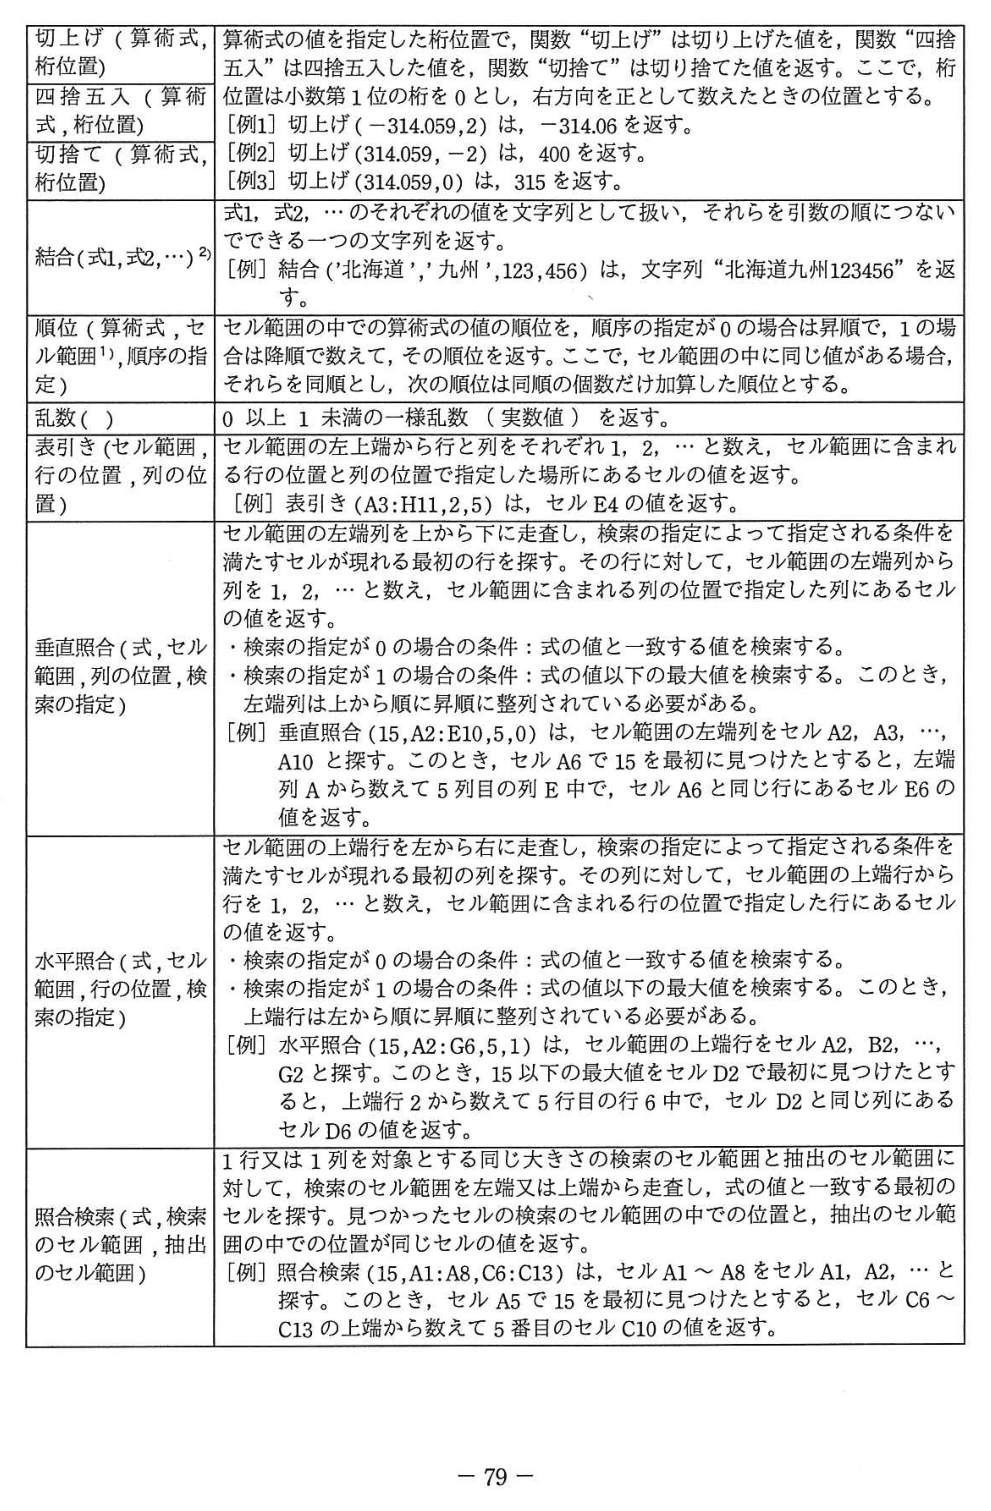 切上げ(算術式,
桁位置)
四捨五入(算術
式,桁位置)
切捨て(算術式,
桁位置)
算術式の値を指定した桁位置で，関数“切上げ”は切り上げた値を，関数“四捨
五入”は四捨五入した値を，関数“切捨て”は切り捨てた値を返す。ここで，桁
位置は小数第1位の桁を0とし，右方向を正として数えたときの位置とする。
［例1］切上げ(－314.059,2) は，－314.06を返す。
［例2］切上げ(314.059,－2) は，400を返す。
［例3］切上げ(314.059,0) は，315を返す。
結合(式1,式2,…)2)
式1，式2，…のそれぞれの値を文字列として扱い，それらを引数の順につない
でできる一つの文字列を返す。
［例］結合('北海道','九州',123,456) は，文字列“北海道九州123456”を返
す。
順位(算術式,セ
ル範囲1),順序の指
定)
セル範囲の中での算術式の値の順位を，順序の指定が0の場合は昇順で，1の場
合は降順で数えて，その順位を返す。ここで，セル範囲の中に同じ値がある場合，
それらを同順とし，次の順位は同順の個数だけ加算した順位とする。
乱数( )
0 以上 1 未満の一様乱数（実数値）を返す。
表引き(セル範囲,
行の位置,列の位
置)
セル範囲の左上端から行と列をそれぞれ1，2，…と数え，セル範囲に含まれ
る行の位置と列の位置で指定した場所にあるセルの値を返す。
［例］表引き(A3:H11,2,5) は，セルE4の値を返す。
垂直照合(式,セル
範囲,列の位置,検
索の指定)
セル範囲の左端列を上から下に走査し，検索の指定によって指定される条件を
満たすセルが現れる最初の行を探す。その行に対して，セル範囲の左端列から
列を1，2，…と数え，セル範囲に含まれる列の位置で指定した列にあるセル
の値を返す。
・検索の指定が0の場合の条件：式の値と一致する値を検索する。
・検索の指定が1の場合の条件：式の値以下の最大値を検索する。このとき，
左端列は上から順に昇順に整列されている必要がある。
［例］垂直照合(15,A2:E10,5,0) は，セル範囲の左端列をセルA2，A3，…，
A10 と探す。このとき，セルA6で15を最初に見つけたとすると，左端
列Aから数えて5列目の列E中で，セルA6と同じ行にあるセルE6の
値を返す。
水平照合(式,セル
範囲,行の位置,検
索の指定)
セル範囲の上端行を左から右に走査し，検索の指定によって指定される条件を
満たすセルが現れる最初の列を探す。その列に対して，セル範囲の上端行から
行を1，2，…と数え，セル範囲に含まれる行の位置で指定した行にあるセル
の値を返す。
・検索の指定が0の場合の条件：式の値と一致する値を検索する。
・検索の指定が1の場合の条件：式の値以下の最大値を検索する。このとき，
上端行は左から順に昇順に整列されている必要がある。
［例］水平照合(15,A2:G6,5,1) は，セル範囲の上端行をセルA2，B2，…，
G2と探す。このとき，15以下の最大値をセルD2で最初に見つけたとす
ると，上端行2から数えて5行目の行6中で，セルD2と同じ列にある
セルD6の値を返す。
照合検索(式,検索
のセル範囲,抽出
のセル範囲)
1行又は1列を対象とする同じ大きさの検索のセル範囲と抽出のセル範囲に
対して，検索のセル範囲を左端又は上端から走査し，式の値と一致する最初の
セルを探す。見つかったセルの検索のセル範囲の中での位置と，抽出のセル範
囲の中での位置が同じセルの値を返す。
［例］照合検索(15,A1:A8,C6:C13) は，セルA1～A8をセルA1，A2，…と
探す。このとき，セルA5で15を最初に見つけたとすると，セルC6～
C13の上端から数えて5番目のセルC10の値を返す。
－ 79 －